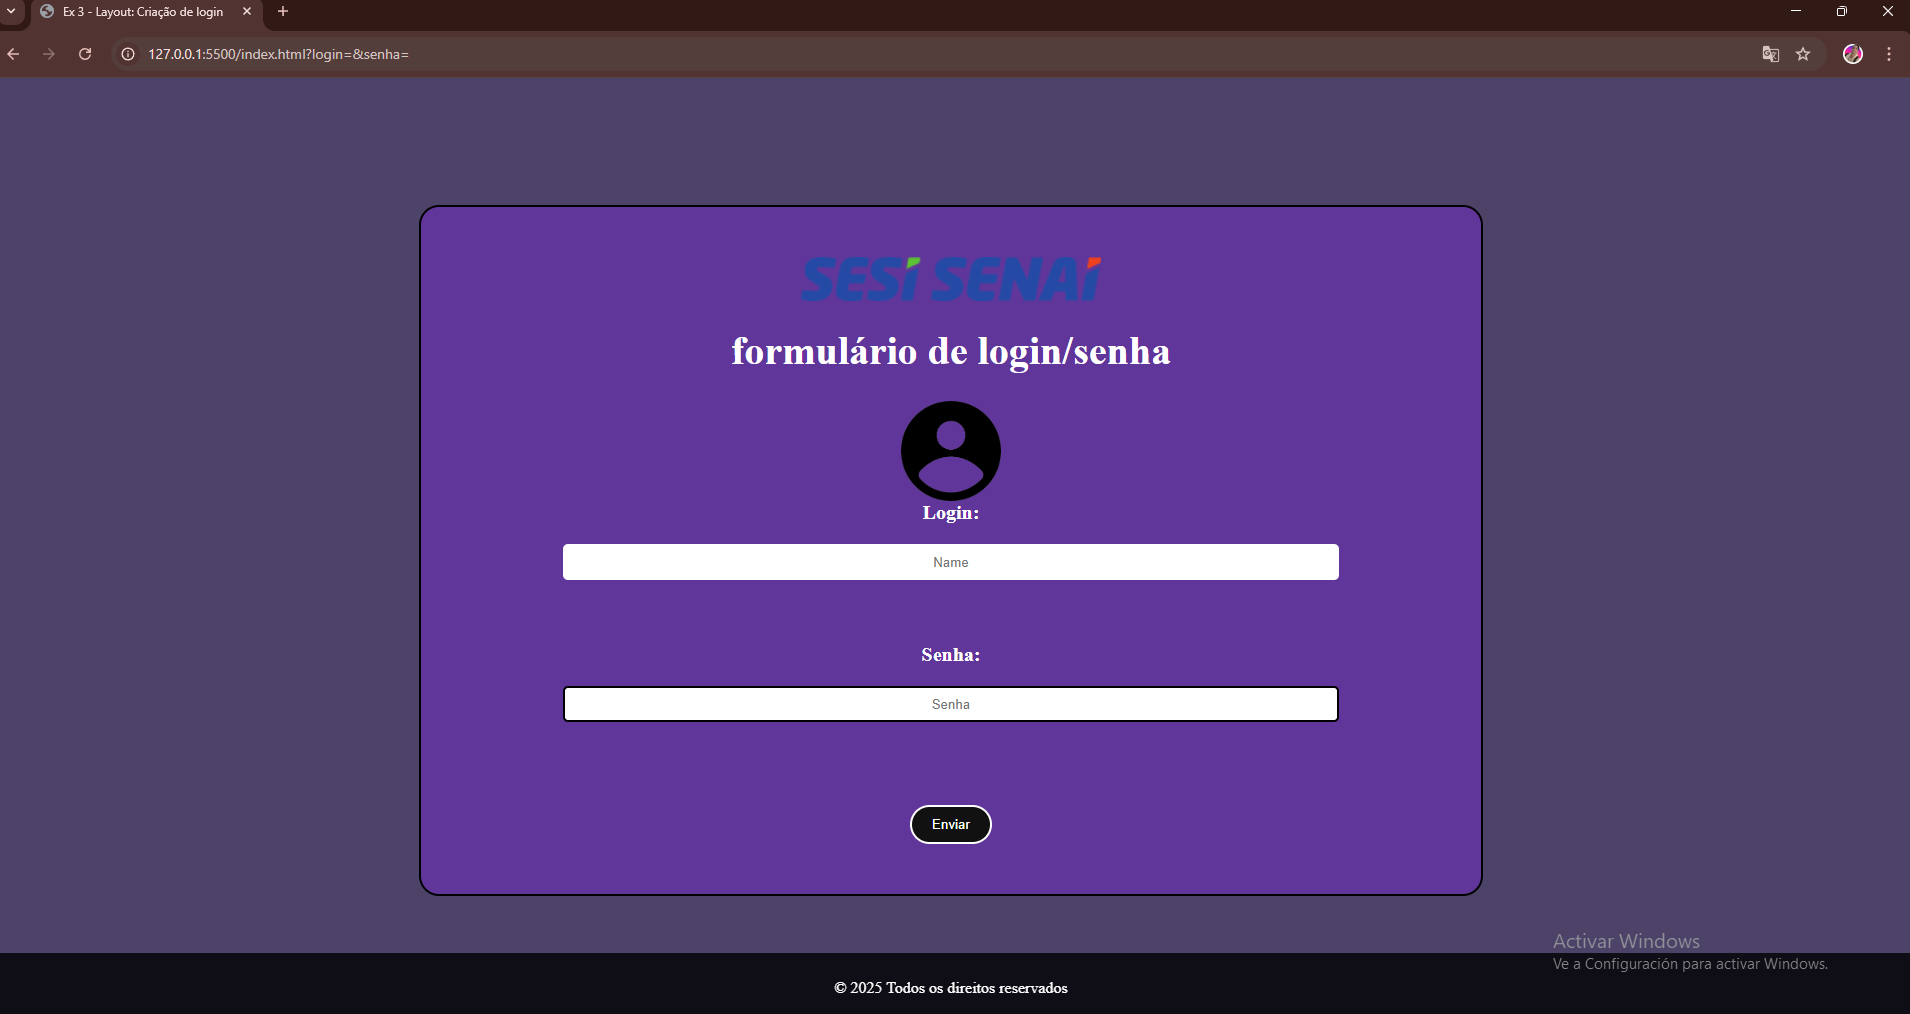 Ex 3 - Layout: Criação de login
127.0.0.1:5500/index.html?login=&senha=
SESI SENAI
formulário de login/senha
Login:
Name
Senha:
Senha
Enviar
Activar Windows
Ve a Configuración para activar Windows.
© 2025 Todos os direitos reservados